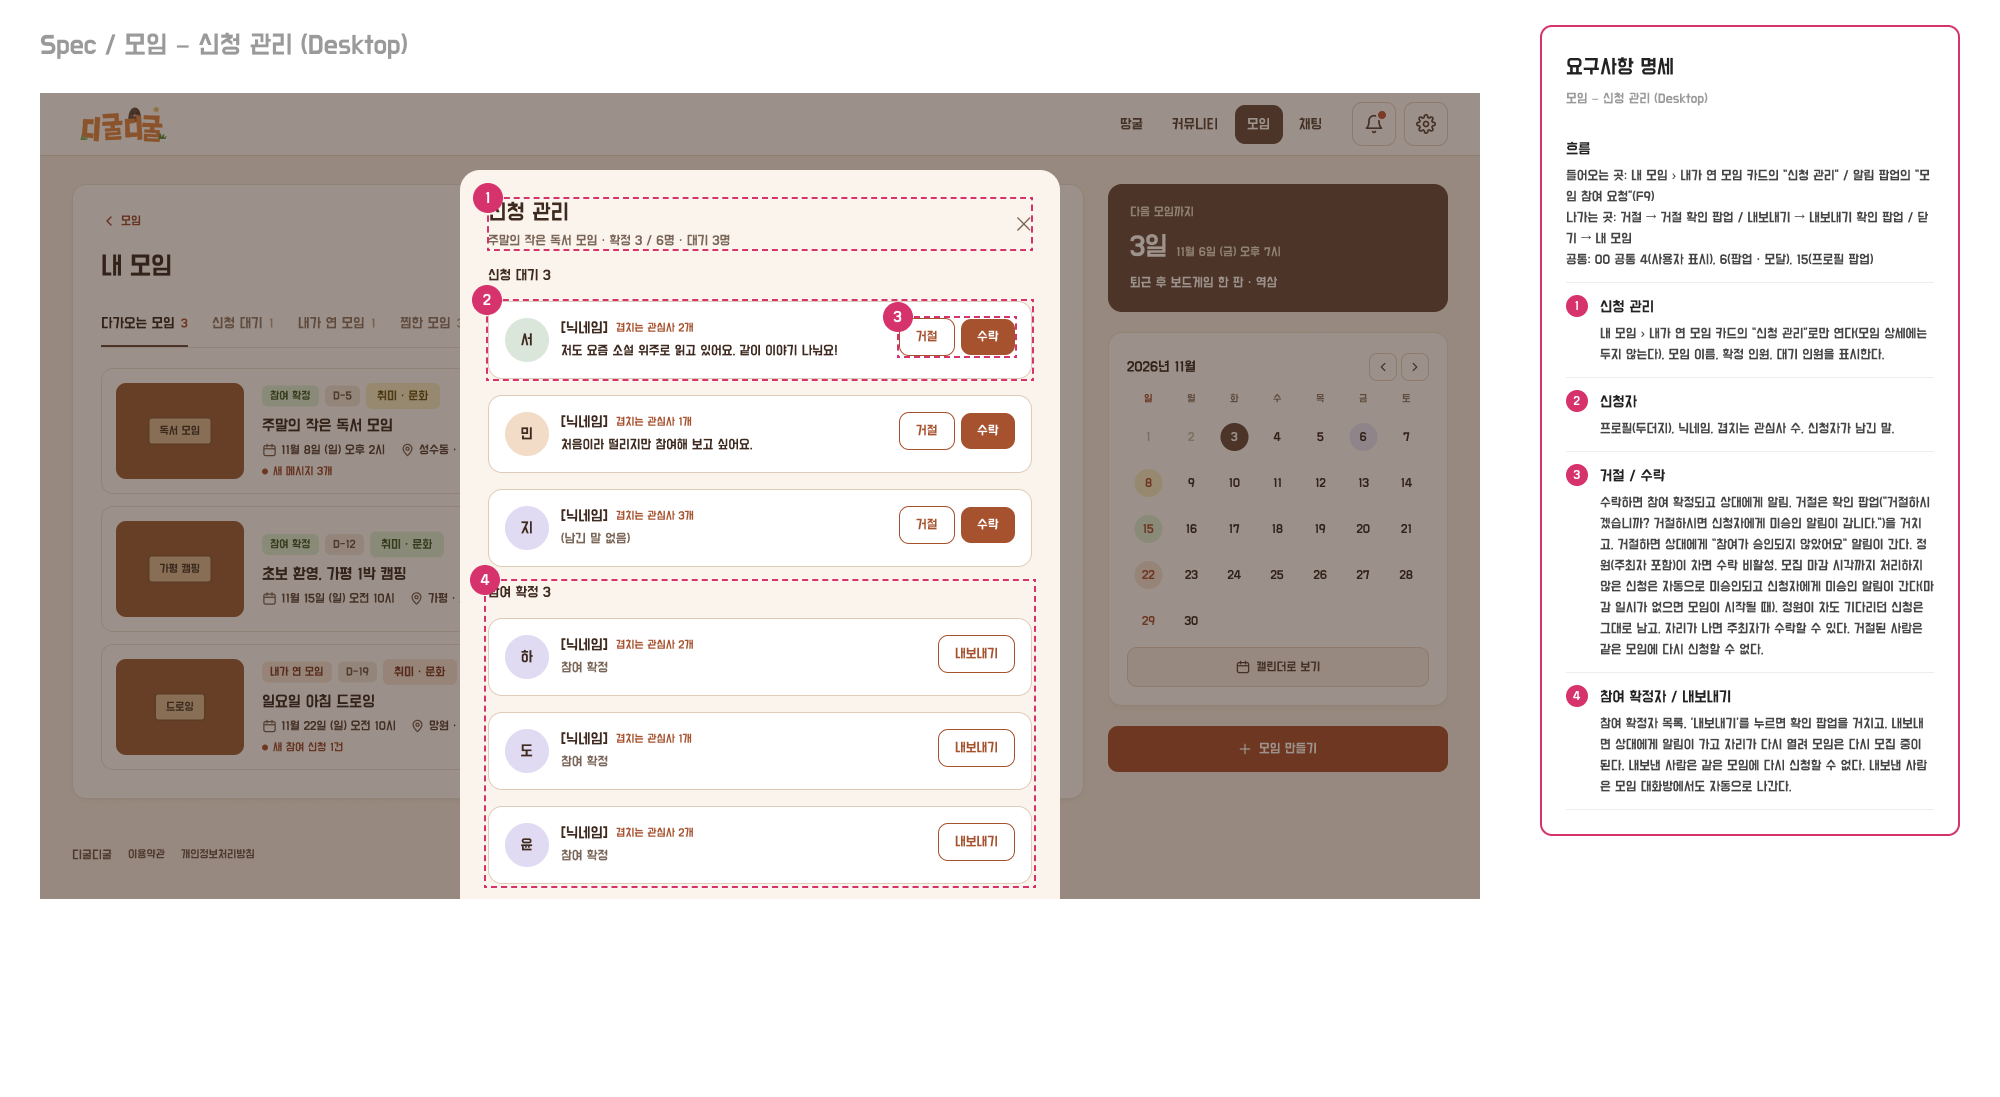 Spec / 모임 – 신청 관리 (Desktop)
디굴디굴
땅굴
커뮤니티
모임
채팅
모임
내 모임
다가오는 모임 3
신청 대기 1
내가 연 모임 1
찜한 모임 3
독서 모임
참여 확정
D-5
취미 · 문화
주말의 작은 독서 모임
11월 8일 (일) 오후 2시
성수동 ·
새 메시지 3개
가평 캠핑
참여 확정
D-12
취미 · 문화
초보 환영, 가평 1박 캠핑
11월 15일 (일) 오전 10시
가평 ·
드로잉
내가 연 모임
D-19
취미 · 문화
일요일 아침 드로잉
11월 22일 (일) 오전 10시
망원 ·
새 참여 신청 1건
디굴디굴
이용약관
개인정보처리방침
1
신청 관리
주말의 작은 독서 모임 · 확정 3 / 6명 · 대기 3명
신청 대기 3
2
서
[닉네임] 겹치는 관심사 2개
저도 요즘 소설 위주로 읽고 있어요. 같이 이야기 나눠요!
3
거절
수락
민
[닉네임] 겹치는 관심사 1개
처음이라 떨리지만 참여해 보고 싶어요.
거절
수락
지
[닉네임] 겹치는 관심사 3개
(남긴 말 없음)
거절
수락
4
참여 확정 3
하
[닉네임] 겹치는 관심사 2개
참여 확정
내보내기
도
[닉네임] 겹치는 관심사 1개
참여 확정
내보내기
윤
[닉네임] 겹치는 관심사 2개
참여 확정
내보내기
다음 모임까지
3일 11월 6일 (금) 오후 7시
퇴근 후 보드게임 한 판 · 역삼
2026년 11월
일 월 화 수 목 금 토
1 2 3 4 5 6 7
8 9 10 11 12 13 14
15 16 17 18 19 20 21
22 23 24 25 26 27 28
29 30
캘린더로 보기
모임 만들기
요구사항 명세
모임 – 신청 관리 (Desktop)
흐름
들어오는 곳: 내 모임 › 내가 연 모임 카드의 "신청 관리" / 알림 팝업의 "모
임 참여 요청"(F9)
나가는 곳: 거절 → 거절 확인 팝업 / 내보내기 → 내보내기 확인 팝업 / 닫
기 → 내 모임
공통: 00 공통 4(사용자 표시), 6(팝업 · 모달), 15(프로필 팝업)
1 신청 관리
내 모임 › 내가 연 모임 카드의 "신청 관리"로만 연다(모임 상세에는
두지 않는다). 모임 이름, 확정 인원, 대기 인원을 표시한다.
2 신청자
프로필(두더지), 닉네임, 겹치는 관심사 수, 신청자가 남긴 말.
3 거절 / 수락
수락하면 참여 확정되고 상대에게 알림. 거절은 확인 팝업("거절하시
겠습니까? 거절하시면 신청자에게 미승인 알림이 갑니다.")을 거치
고, 거절하면 상대에게 "참여가 승인되지 않았어요" 알림이 간다. 정
원(주최자 포함)이 차면 수락 비활성. 모집 마감 시각까지 처리하지
않은 신청은 자동으로 미승인되고 신청자에게 미승인 알림이 간다(마
감 일시가 없으면 모임이 시작될 때). 정원이 차도 기다리던 신청은
그대로 남고, 자리가 나면 주최자가 수락할 수 있다. 거절된 사람은
같은 모임에 다시 신청할 수 없다.
4 참여 확정자 / 내보내기
참여 확정자 목록. '내보내기'를 누르면 확인 팝업을 거치고, 내보내
면 상대에게 알림이 가고 자리가 다시 열려 모임은 다시 모집 중이
된다. 내보낸 사람은 같은 모임에 다시 신청할 수 없다. 내보낸 사람
은 모임 대화방에서도 자동으로 나간다.